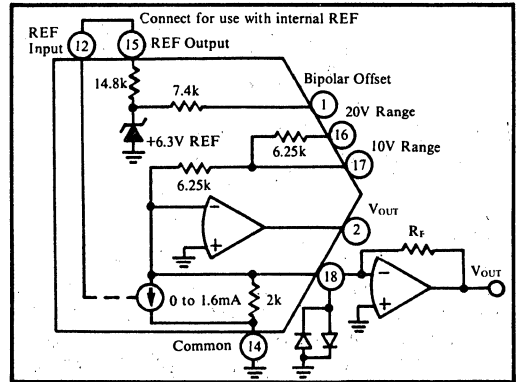 Connect for use with internal REF
REF
Input
12
15
REF Output
14.8k
7.4k
Bipolar Offset
1
20V Range
+6.3V REF
6.25k
16
10V Range
6.25k
17
−
+
VOUT
2
RF
18
−
+
VOUT
0 to 1.6mA
2k
Common
14